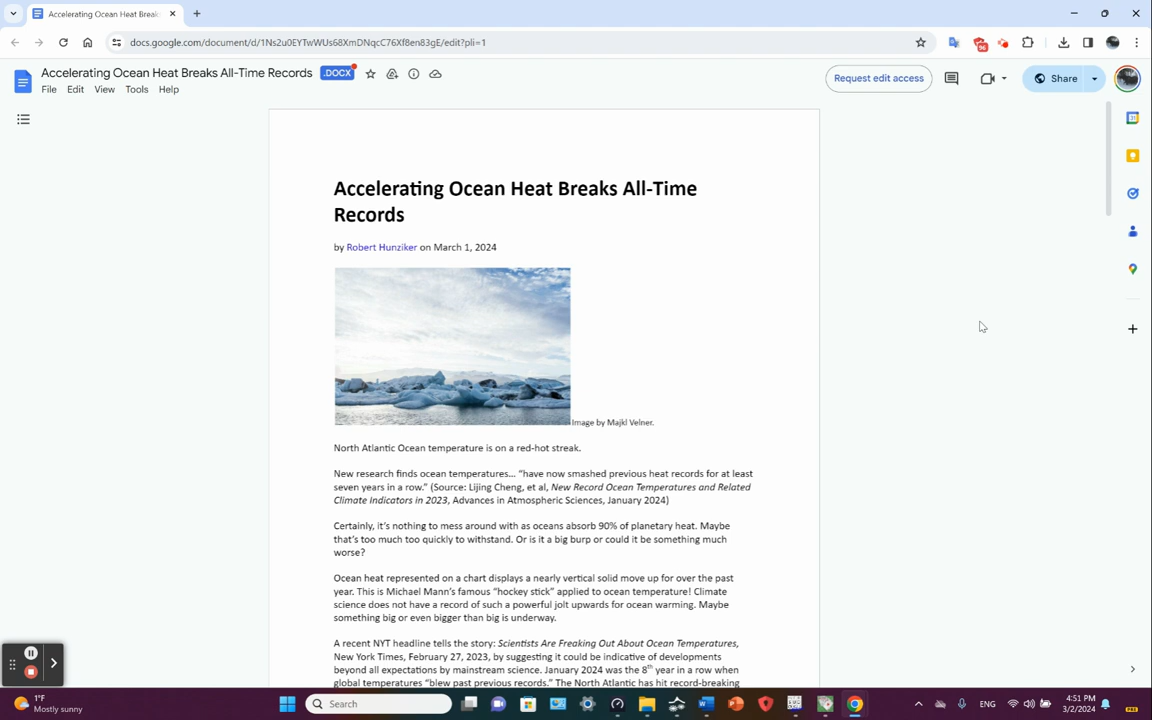 Accelerating Ocean Heat Break
docs.google.com/document/d/1Ns2u0EYTwWUs68XmDNqcC76Xf8en83gE/edit?pli=1
96
Accelerating Ocean Heat Breaks All-Time Records .DOCX
Request edit access
Share
File Edit View Tools Help
31
Accelerating Ocean Heat Breaks All-Time
Records
by Robert Hunziker on March 1, 2024
Image by Majkl Velner.
North Atlantic Ocean temperature is on a red-hot streak.
New research finds ocean temperatures… “have now smashed previous heat records for at least
seven years in a row.” (Source: Lijing Cheng, et al, New Record Ocean Temperatures and Related
Climate Indicators in 2023, Advances in Atmospheric Sciences, January 2024)
Certainly, it’s nothing to mess around with as oceans absorb 90% of planetary heat. Maybe
that’s too much too quickly to withstand. Or is it a big burp or could it be something much
worse?
Ocean heat represented on a chart displays a nearly vertical solid move up for over the past
year. This is Michael Mann’s famous “hockey stick” applied to ocean temperature! Climate
science does not have a record of such a powerful jolt upwards for ocean warming. Maybe
something big or even bigger than big is underway.
A recent NYT headline tells the story: Scientists Are Freaking Out About Ocean Temperatures,
New York Times, February 27, 2023, by suggesting it could be indicative of developments
beyond all expectations by mainstream science. January 2024 was the 8th year in a row when
global temperatures “blew past previous records.” The North Atlantic has hit record-breaking
1°F
Mostly sunny
Search
ENG
4:51 PM
3/2/2024